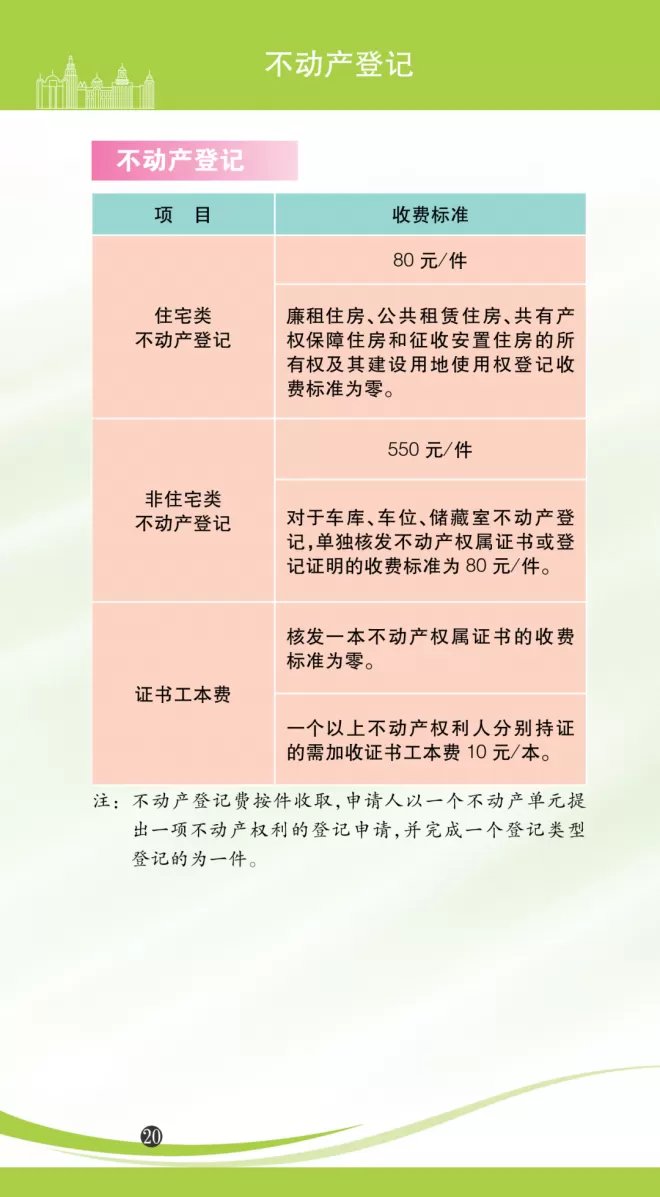 不动产登记
不动产登记
项 目
收费标准
住宅类
不动产登记
80 元/件
廉租住房、公共租赁住房、共有产
权保障住房和征收安置住房的所
有权及其建设用地使用权登记收
费标准为零。
非住宅类
不动产登记
550 元/件
对于车库、车位、储藏室不动产登
记,单独核发不动产权属证书或登
记证明的收费标准为 80 元/件。
证书工本费
核发一本不动产权属证书的收费
标准为零。
一个以上不动产权利人分别持证
的需加收证书工本费 10 元/本。
注：不动产登记费按件收取,申请人以一个不动产单元提
出一项不动产权利的登记申请,并完成一个登记类型
登记的为一件。
20